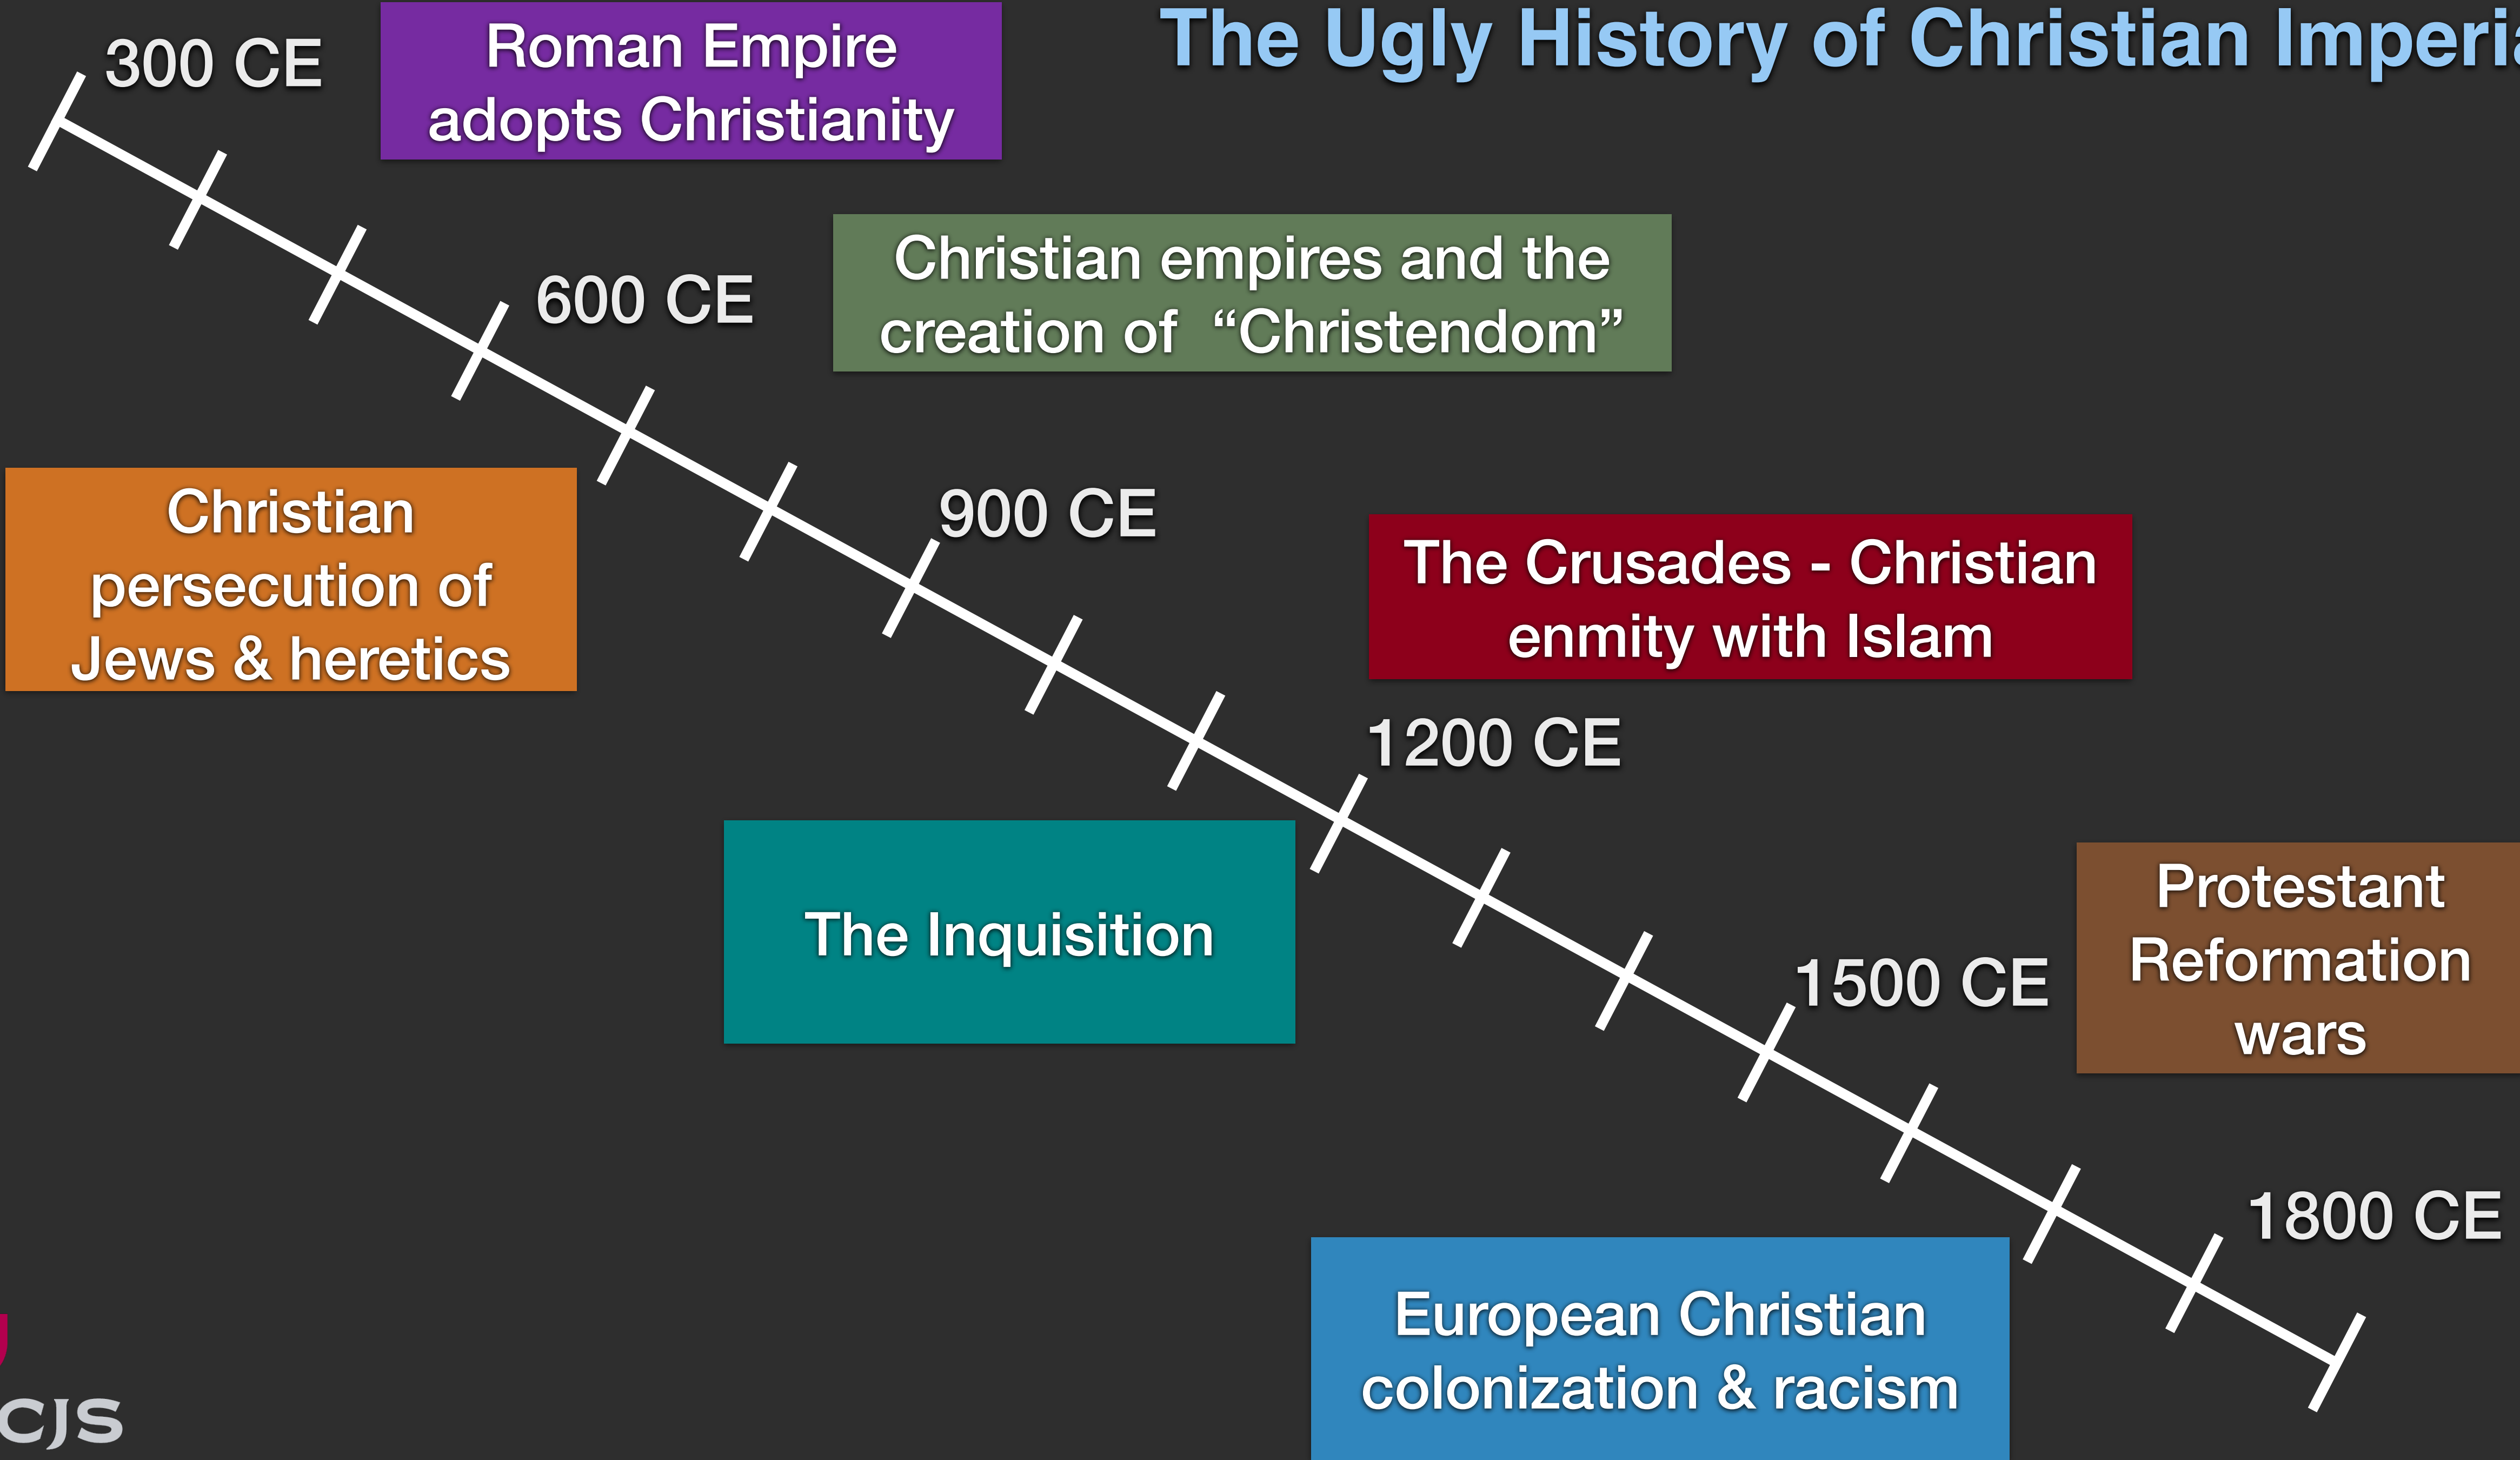 The Ugly History of Christian Imperia
300 CE
Roman Empire
adopts Christianity
600 CE
Christian empires and the
creation of “Christendom”
Christian
persecution of
Jews & heretics
900 CE
The Crusades - Christian
enmity with Islam
1200 CE
The Inquisition
1500 CE
Protestant
Reformation
wars
1800 CE
European Christian
colonization & racism
CJS